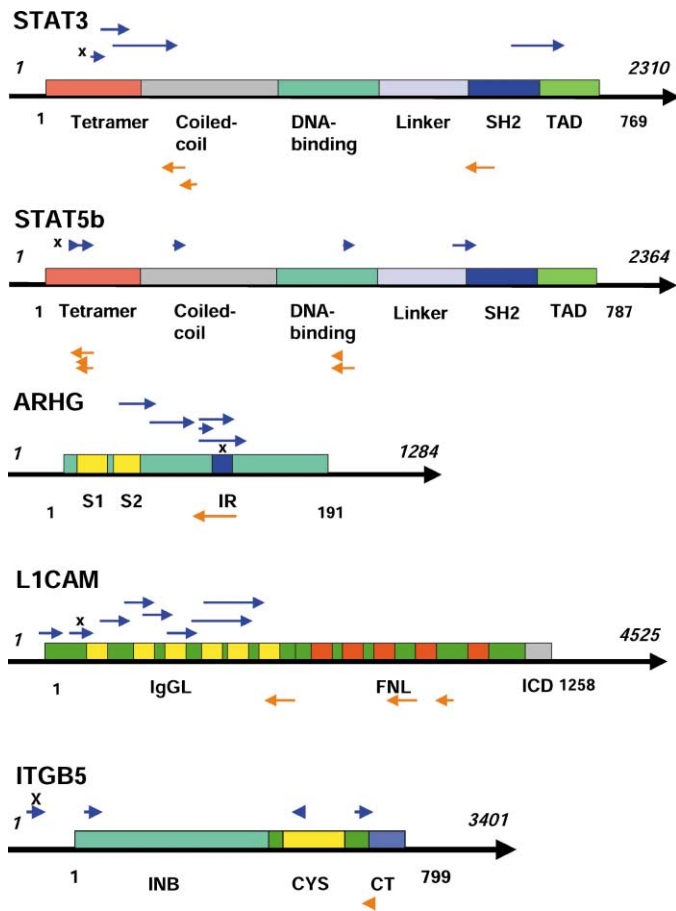 STAT3
x
1 2310
1 Tetramer Coiled-coil DNA-binding Linker SH2 TAD 769
STAT5b
1 x 2364
1 Tetramer Coiled-coil DNA-binding Linker SH2 TAD 787
ARHG
1 x 1284
1 S1 S2 IR 191
L1CAM
x
1 4525
1 IgGL FNL ICD 1258
ITGB5
X
1 3401
1 INB CYS CT 799